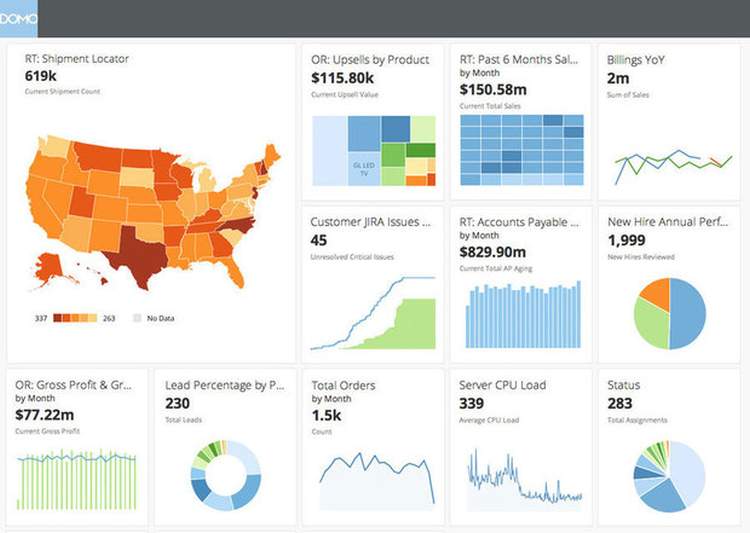 DOMO
RT: Shipment Locator
619k
Current Shipment Count
337
263
No Data
OR: Upsells by Product
$115.80k
Current Upsell Value
GL LED
TV
RT: Past 6 Months Sal...
by Month
$150.58m
Current Total Sales
Billings YoY
2m
Sum of Sales
Customer JIRA Issues ...
45
Unresolved Critical Issues
RT: Accounts Payable ...
by Month
$829.90m
Current Total AP Aging
New Hire Annual Perf...
1,999
New Hires Reviewed
OR: Gross Profit & Gr...
by Month
$77.22m
Current Gross Profit
Lead Percentage by P...
230
Total Leads
Total Orders
by Month
1.5k
Count
Server CPU Load
339
Average CPU Load
Status
283
Total Assignments